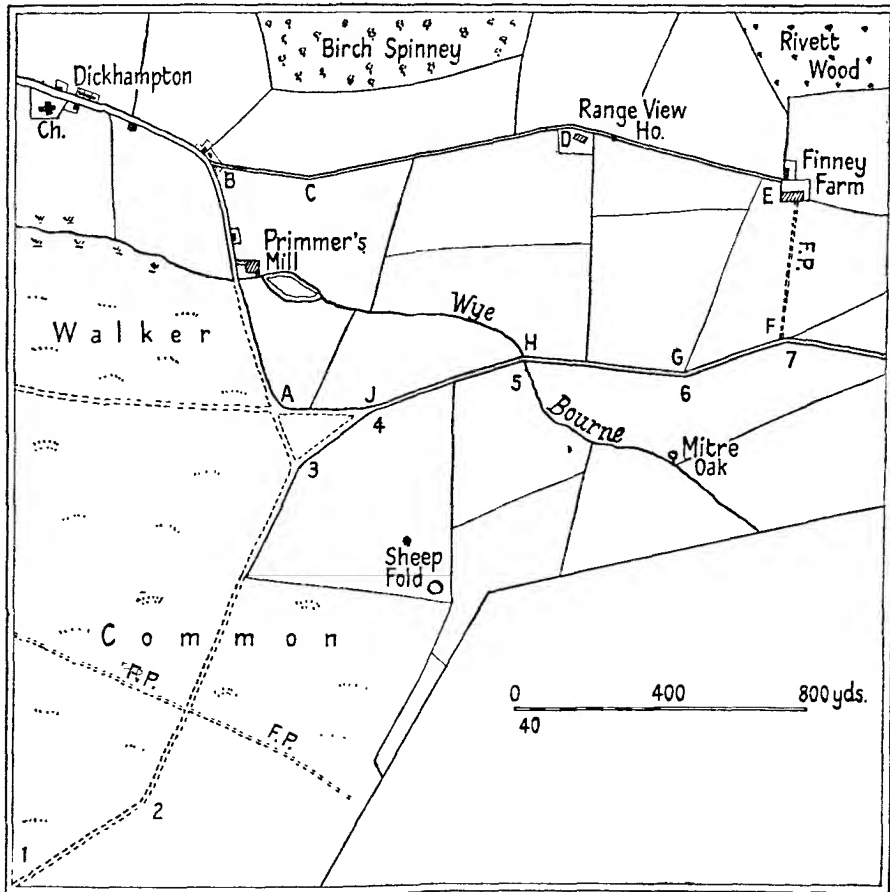 Birch Spinney
Rivett
Wood
Dickhampton
Ch.
Range View
Ho.
B
C
D
E
Finney
Farm
F.P.
Primmer's
Mill
Walker
Wye
H
5
G
6
F
7
A
J
4
3
Bourne
Mitre
Oak
Sheep
Fold
Common
F.P.
F.P.
0 400 800 yds.
40
2
1